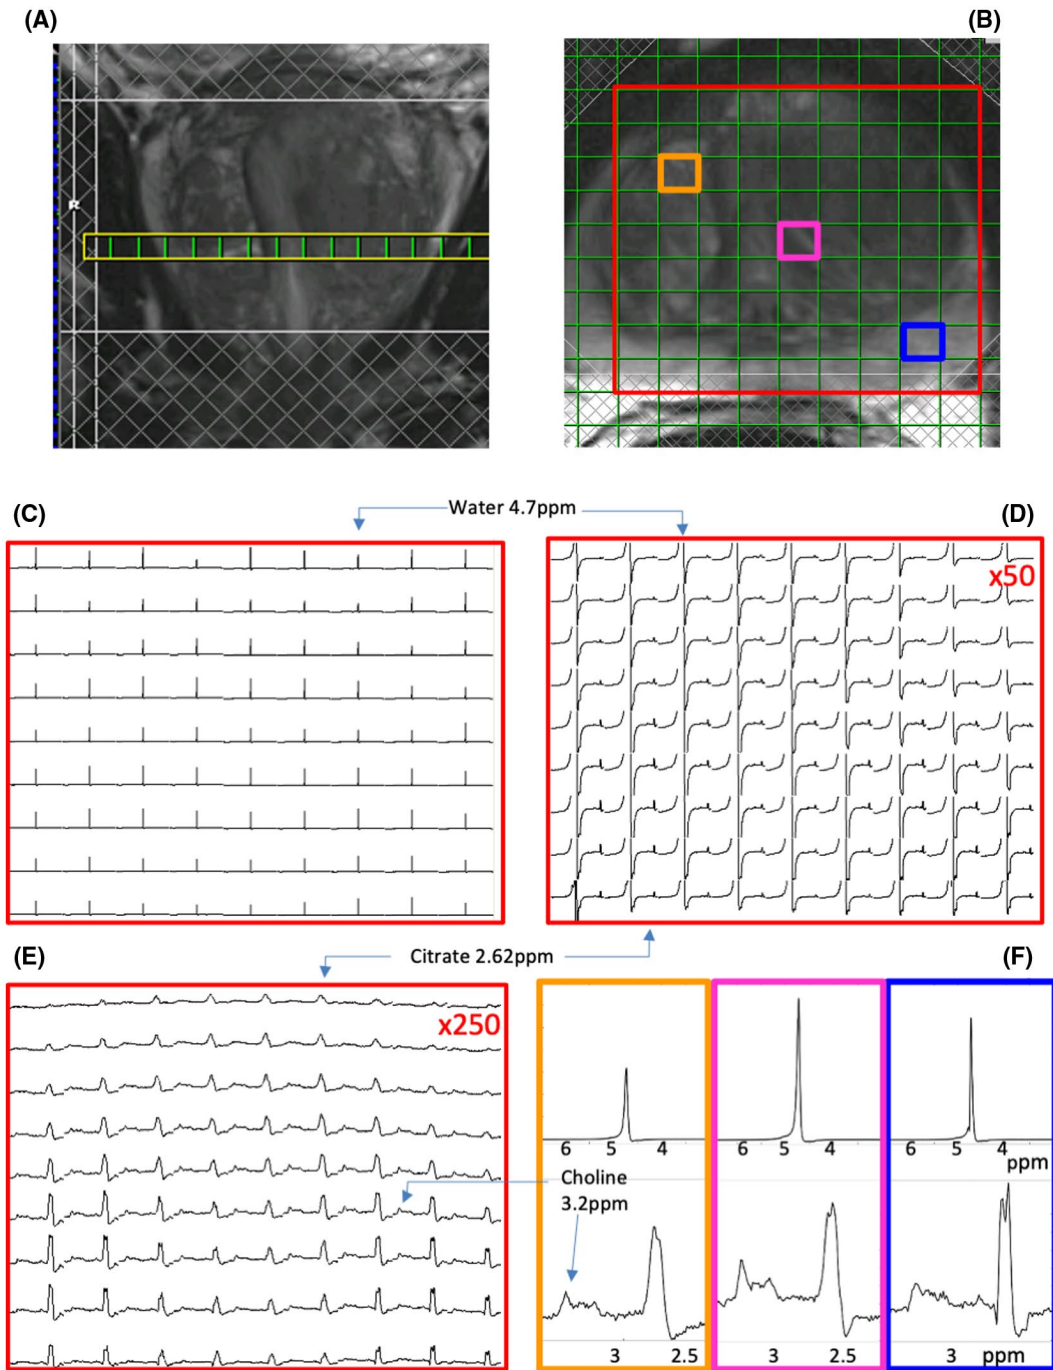 (A)
(B)
R
(C)
Water 4.7ppm
(D)
x50
(E)
Citrate 2.62ppm
(F)
x250
6 5 4
6 5 4
6 5 4
ppm
Choline
3.2ppm
3 2.5
3 2.5
3 ppm